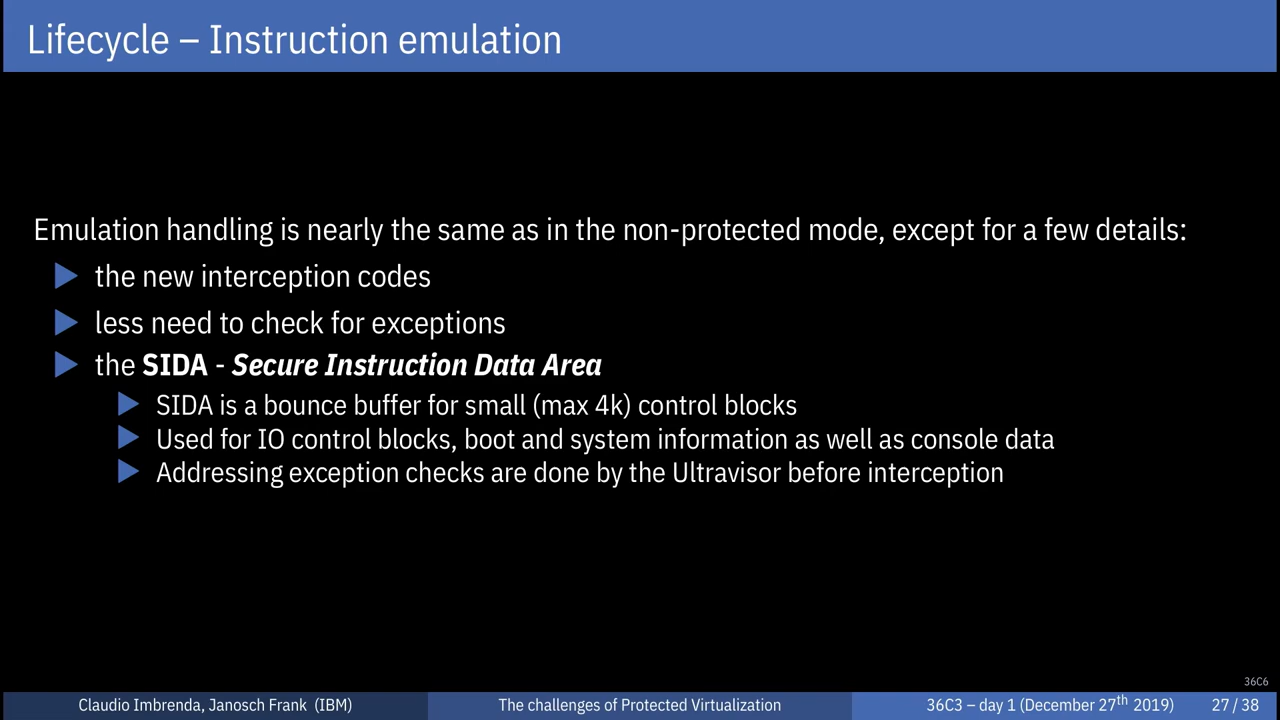 Lifecycle – Instruction emulation
Emulation handling is nearly the same as in the non-protected mode, except for a few details:
the new interception codes
less need to check for exceptions
the SIDA - Secure Instruction Data Area
SIDA is a bounce buffer for small (max 4k) control blocks
Used for IO control blocks, boot and system information as well as console data
Addressing exception checks are done by the Ultravisor before interception
36C6
Claudio Imbrenda, Janosch Frank (IBM) The challenges of Protected Virtualization 36C3 – day 1 (December 27th 2019) 27 / 38